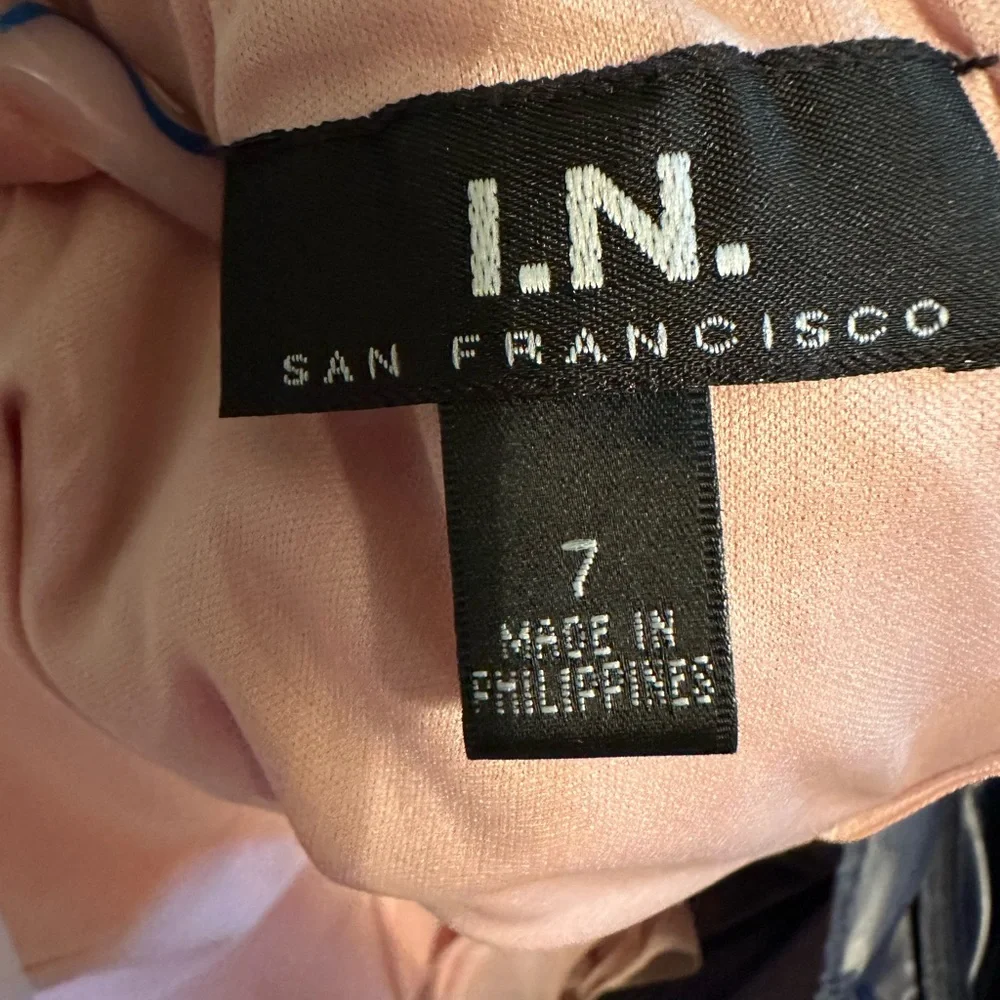 I.N.
SAN FRANCISCO
7
MADE IN
PHILIPPINES